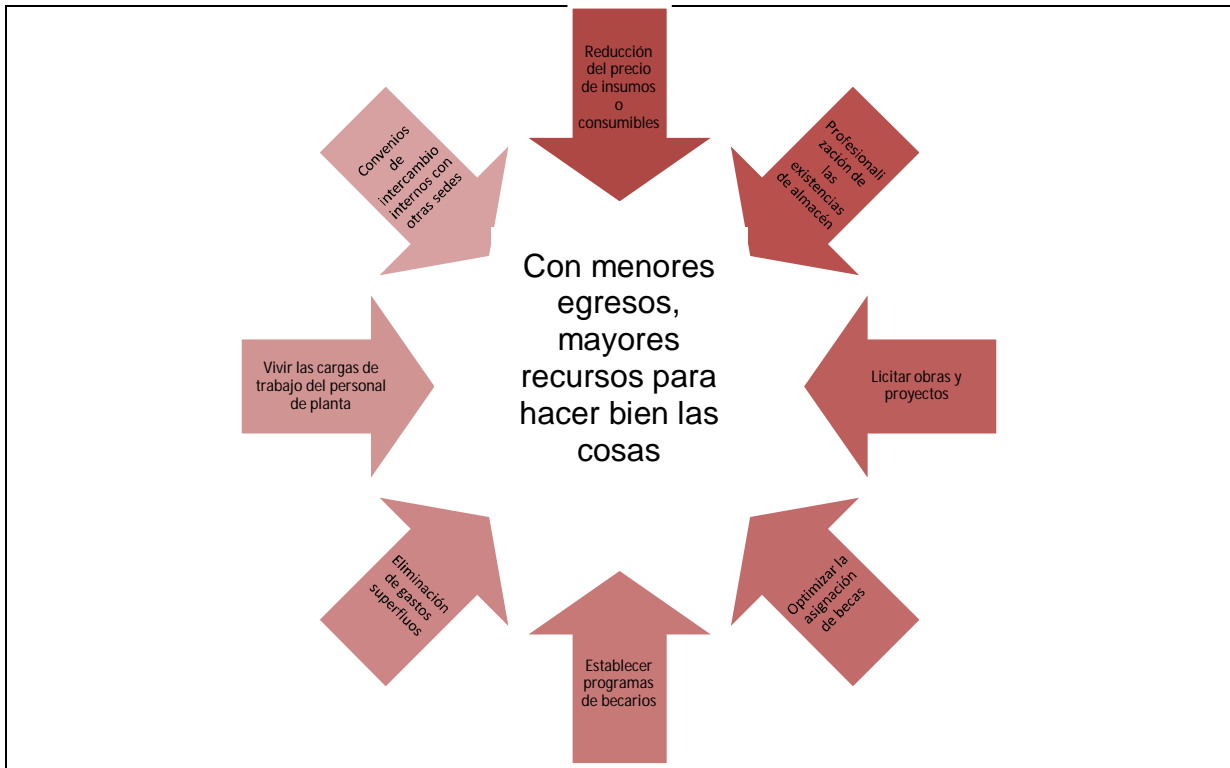 Reducción
del precio
de insumos
o
consumibles
Profesionali
zación de
las
existencias
de almacén
Licitar obras y
proyectos
Optimizar la
asignación
de becas
Establecer
programas
de becarios
Eliminación
de gastos
superfluos
Vivir las cargas de
trabajo del personal
de planta
Convenios
de
intercambio
internos con
otras sedes
Con menores
egresos,
mayores
recursos para
hacer bien las
cosas